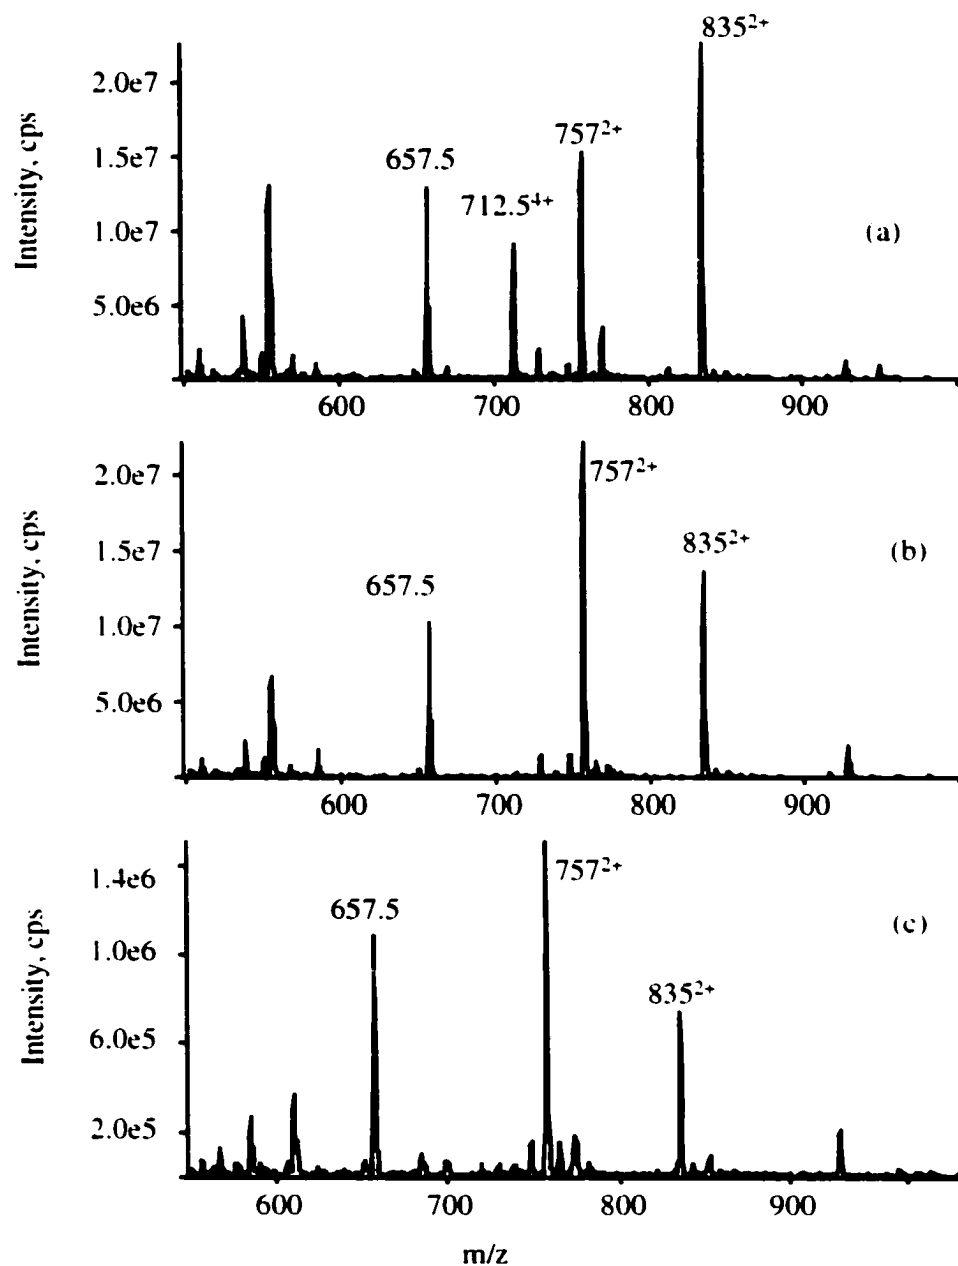 835²⁺
2.0e7
757²⁺
1.5e7
657.5
712.5⁴⁺
Intensity, cps
1.0e7
(a)
5.0e6
600 700 800 900
2.0e7
757²⁺
1.5e7
835²⁺
(b)
657.5
Intensity, cps
1.0e7
5.0e6
600 700 800 900
1.4e6
757²⁺
657.5
(c)
Intensity, cps
1.0e6
835²⁺
6.0e5
2.0e5
600 700 800 900
m/z